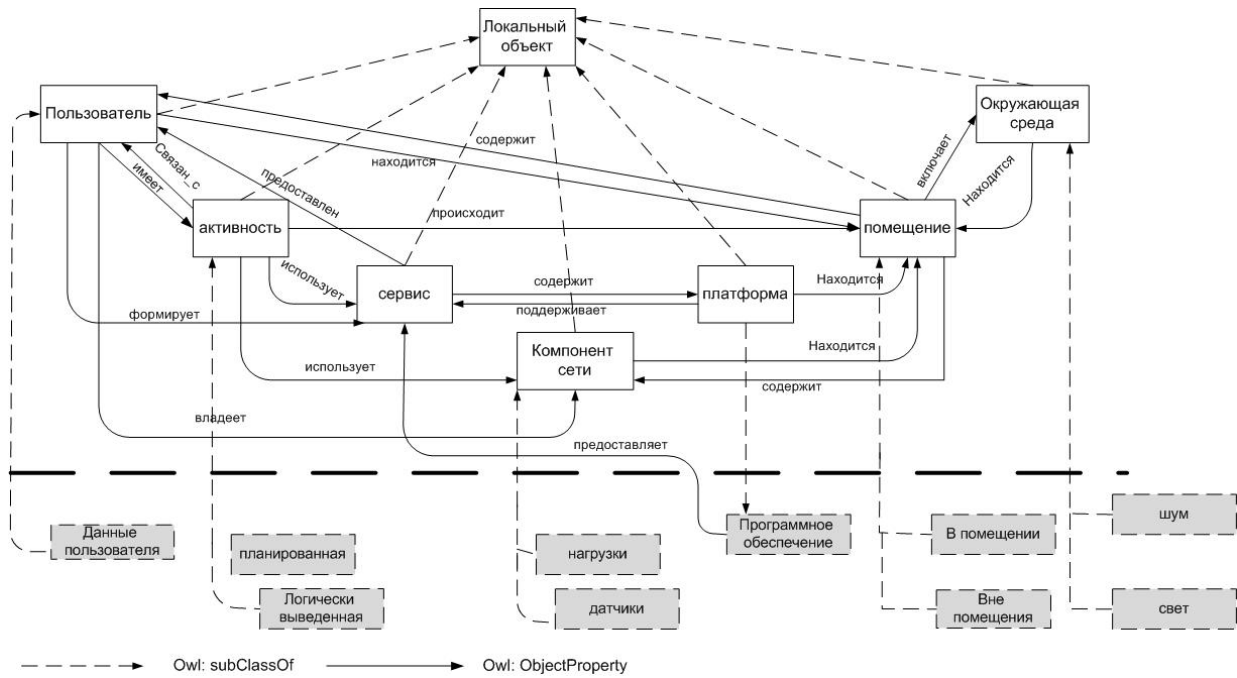 Локальный
объект
Пользователь
Окружающая
среда
содержит
включает
Связан_с
находится
Находится
имеет
предоставлен
происходит
активность
помещение
использует
сервис
содержит
платформа
Находится
поддерживает
формирует
Компонент
сети
Находится
использует
содержит
владеет
предоставляет
Данные
пользователя
планированная
нагрузки
Программное
обеспечение
В помещении
шум
Логически
выведенная
датчики
Вне
помещения
свет
Owl: subClassOf
Owl: ObjectProperty